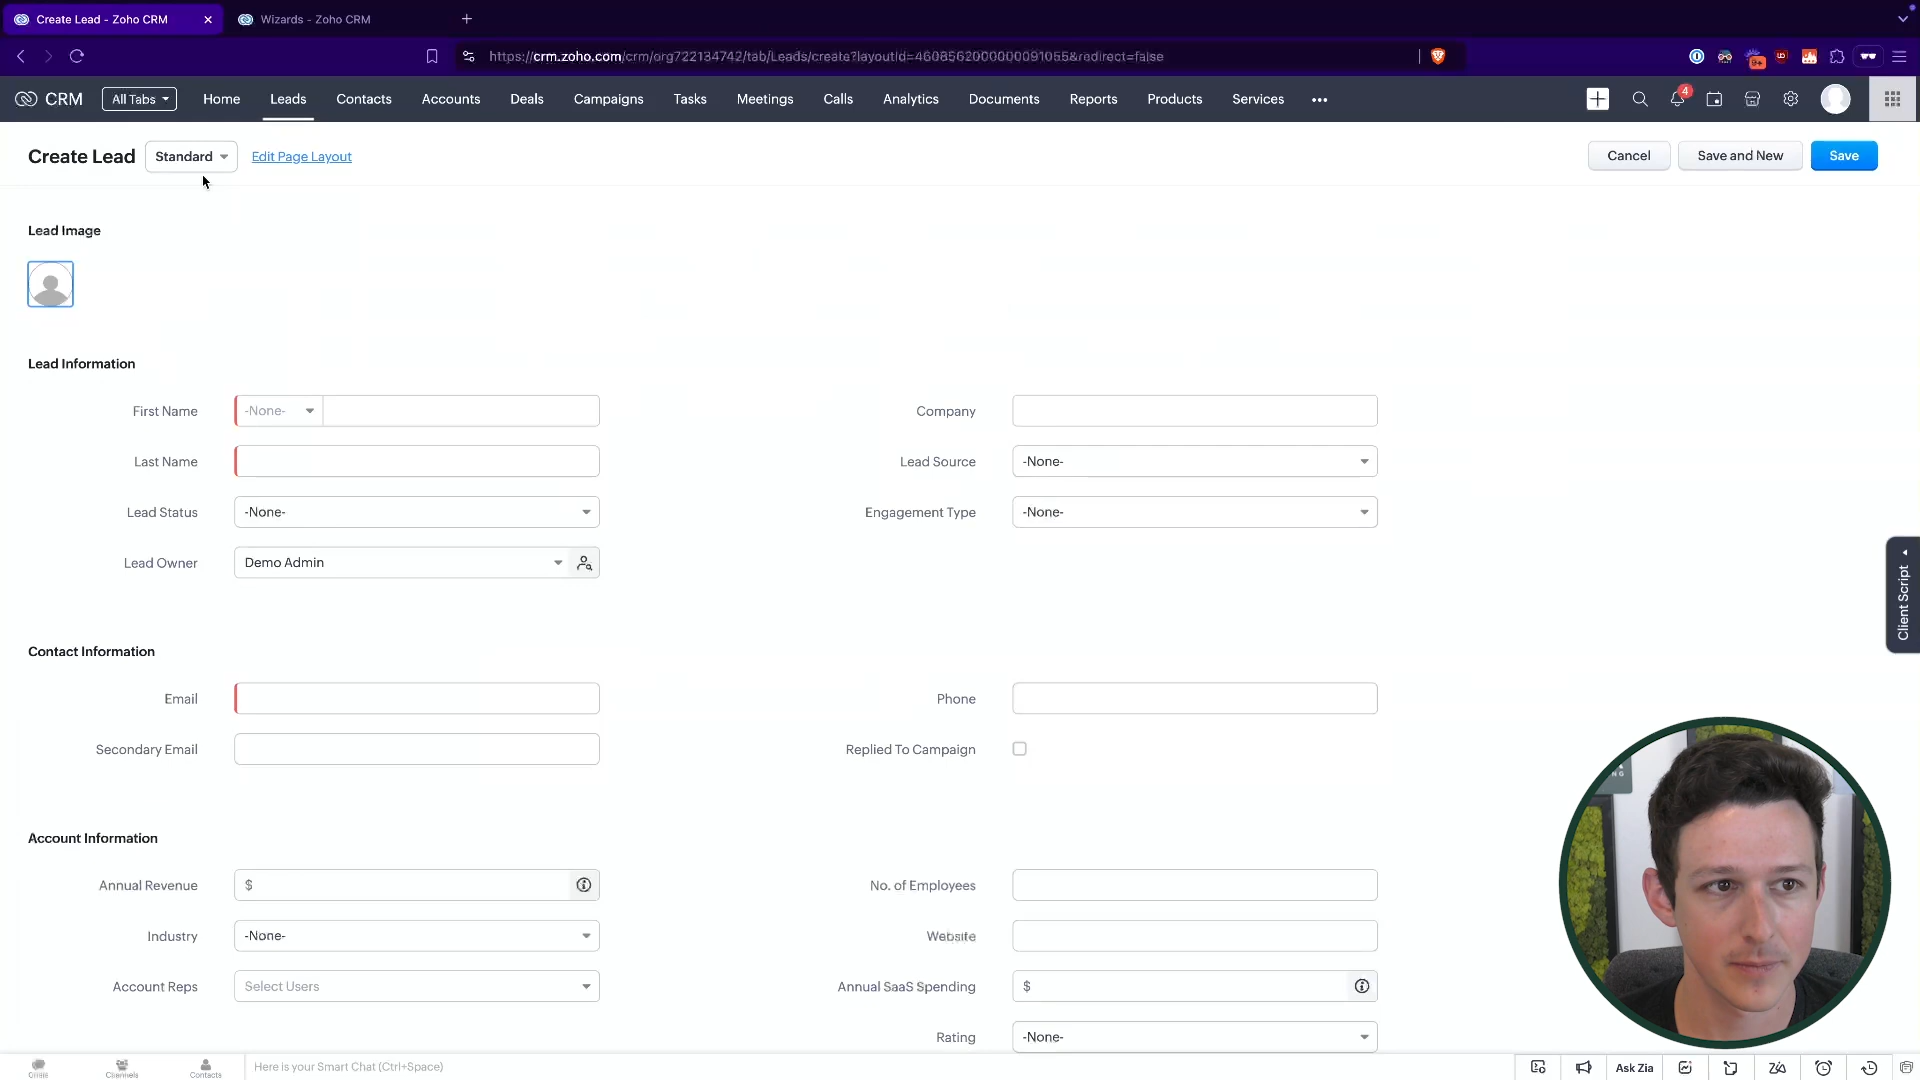 Create Lead - Zoho CRM
Wizards - Zoho CRM
https://crm.zoho.com/crm/org722134742/tab/Leads/create?layoutId=4608562000000091055&redirect=false
9+
CRM
All Tabs
Home
Leads
Contacts
Accounts
Deals
Campaigns
Tasks
Meetings
Calls
Analytics
Documents
Reports
Products
Services
4
Create Lead
Standard
Edit Page Layout
Cancel
Save and New
Save
Lead Image
Lead Information
First Name
-None-
Company
Last Name
Lead Source
-None-
Lead Status
-None-
Engagement Type
-None-
Lead Owner
Demo Admin
Client Script
Contact Information
Email
Phone
Secondary Email
Replied To Campaign
Account Information
Annual Revenue
$
No. of Employees
Industry
-None-
Website
Account Reps
Select Users
Annual SaaS Spending
$
Rating
-None-
Chats
Channels
Contacts
Here is your Smart Chat (Ctrl+Space)
Ask Zia